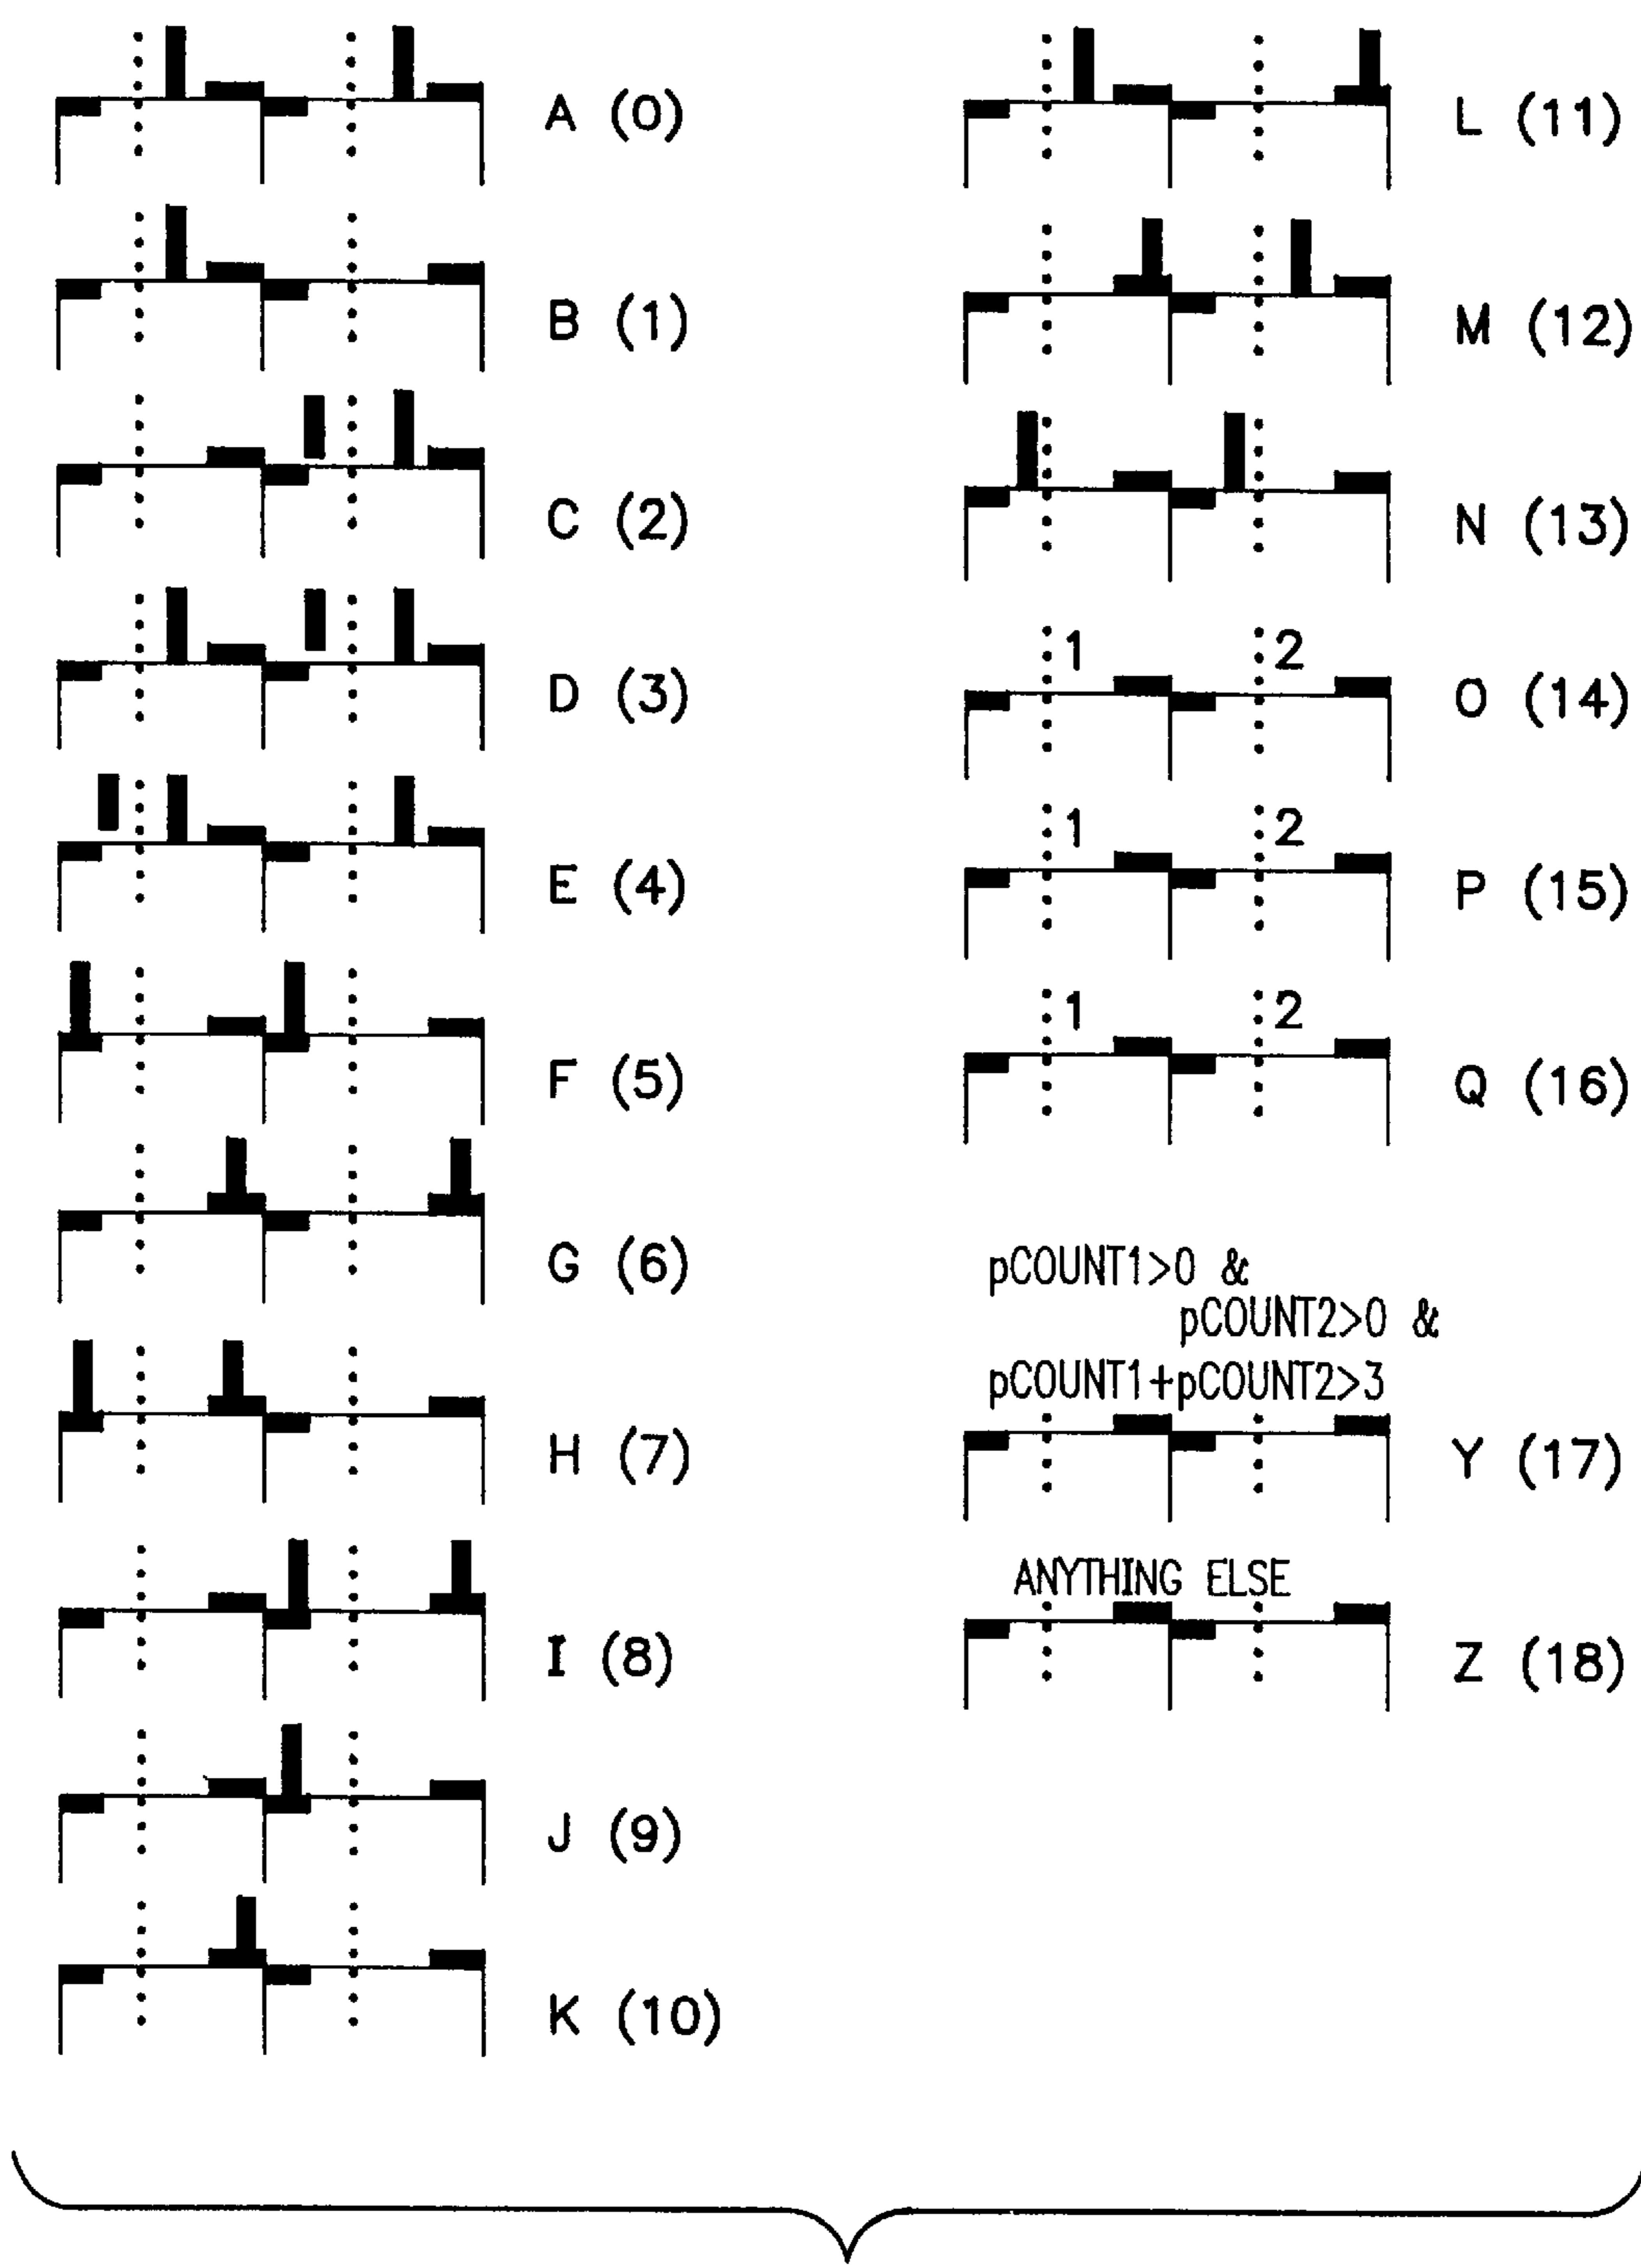 A (0)
B (1)
C (2)
D (3)
E (4)
F (5)
G (6)
H (7)
I (8)
J (9)
K (10)
L (11)
M (12)
N (13)
1 2
O (14)
1 2
P (15)
1 2
Q (16)
pCOUNT1>0 &
pCOUNT2>0 &
pCOUNT1+pCOUNT2>3
Y (17)
ANYTHING ELSE
Z (18)